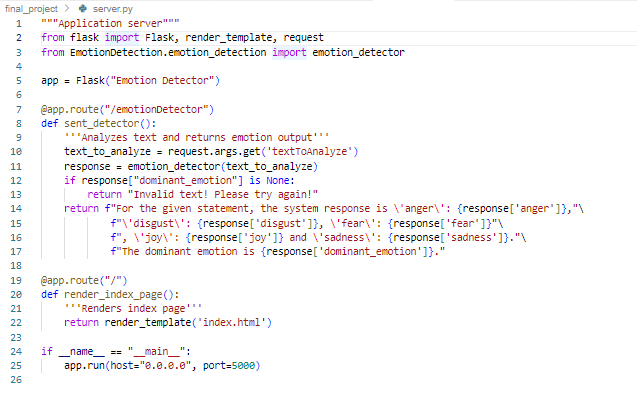 final_project > server.py
1 """Application server"""
2 from flask import Flask, render_template, request
3 from EmotionDetection.emotion_detection import emotion_detector
4
5 app = Flask("Emotion Detector")
6
7 @app.route("/emotionDetector")
8 def sent_detector():
9     '''Analyzes text and returns emotion output'''
10     text_to_analyze = request.args.get('textToAnalyze')
11     response = emotion_detector(text_to_analyze)
12     if response["dominant_emotion"] is None:
13         return "Invalid text! Please try again!"
14     return f"For the given statement, the system response is \'anger\': {response['anger']},"\
15             f"\'disgust\': {response['disgust']}, \'fear\': {response['fear']}"\
16             f", \'joy\': {response['joy']} and \'sadness\': {response['sadness']}."\
17             f"The dominant emotion is {response['dominant_emotion']}."
18
19 @app.route("/")
20 def render_index_page():
21     '''Renders index page'''
22     return render_template('index.html')
23
24 if __name__ == "__main__":
25     app.run(host="0.0.0.0", port=5000)
26